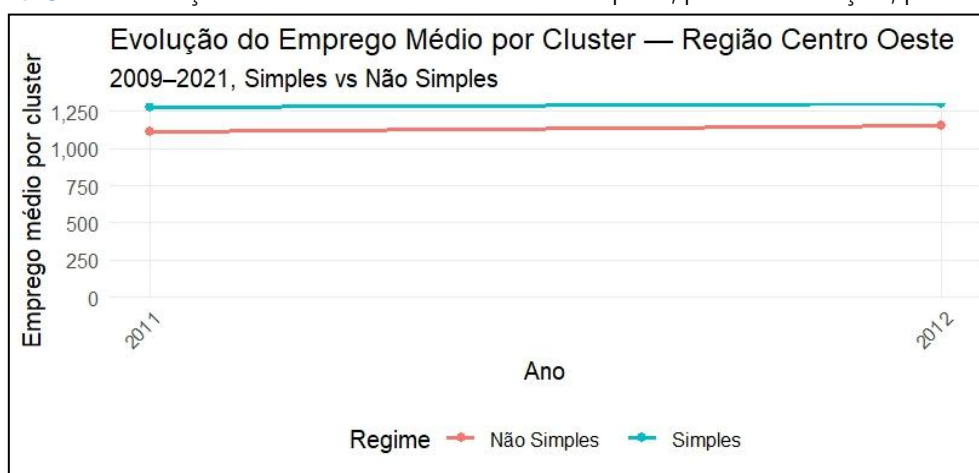 Evolução do Emprego Médio por Cluster — Região Centro Oeste
2009–2021, Simples vs Não Simples
Emprego médio por cluster
1,250
1,000
750
500
250
0
2011
2012
Ano
Regime Não Simples Simples